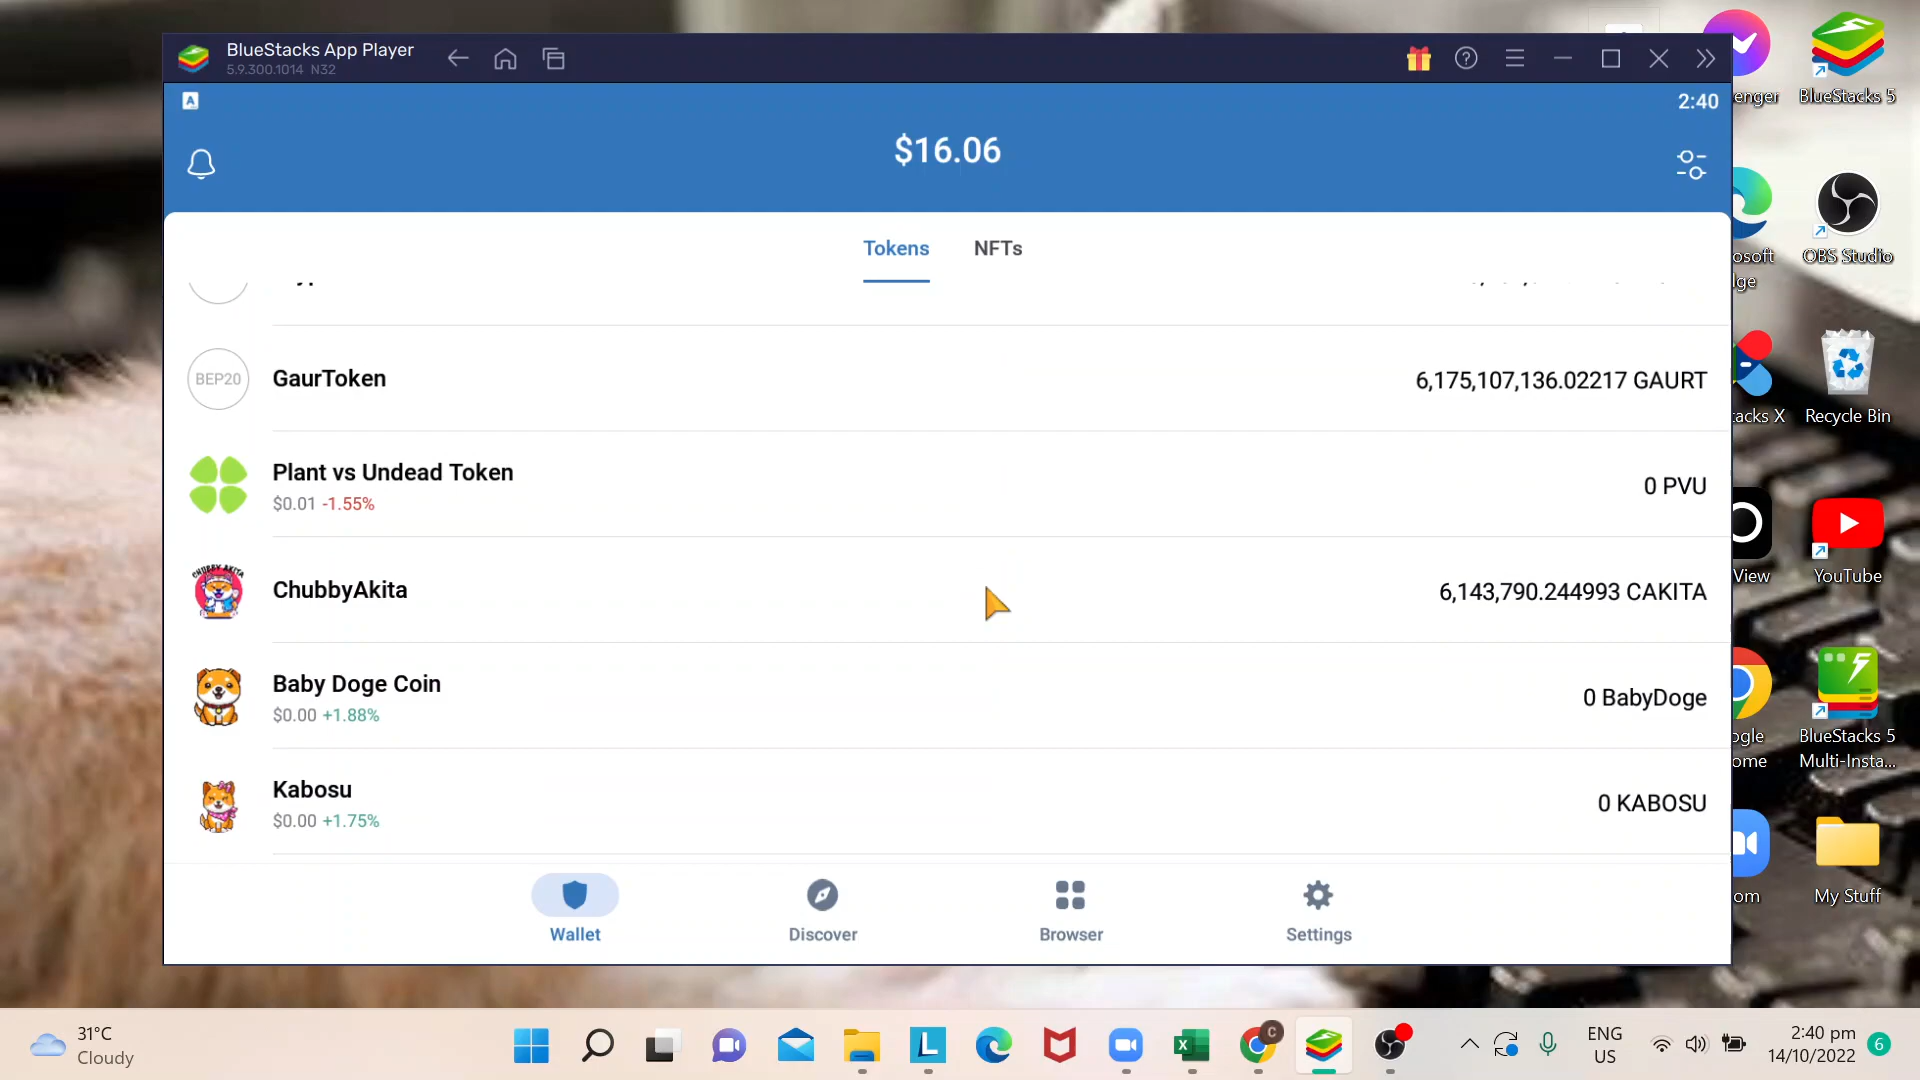 BlueStacks App Player
5.9.300.1014 N32
A
2:40
$16.06
Tokens
NFTs
BEP20
GaurToken
6,175,107,136.02217 GAURT
Plant vs Undead Token
$0.01 -1.55%
0 PVU
CHUBBY AKITA
ChubbyAkita
6,143,790.244993 CAKITA
Baby Doge Coin
$0.00 +1.88%
0 BabyDoge
Kabosu
$0.00 +1.75%
0 KABOSU
Wallet
Discover
Browser
Settings
enger
BlueStacks 5
osoft
lge
OBS Studio
acks X
Recycle Bin
View
YouTube
ogle
ome
BlueStacks 5
Multi-Insta...
om
My Stuff
31°C
Cloudy
L
X
C
ENG
US
2:40 pm
14/10/2022
6